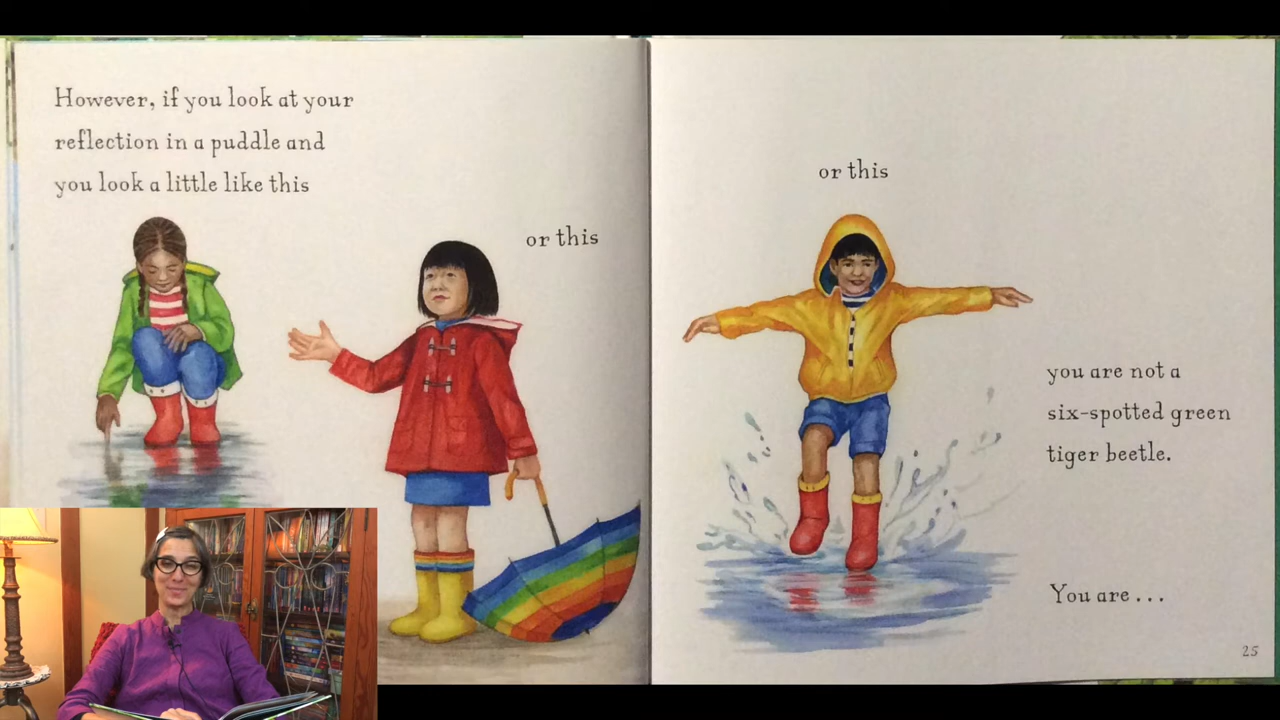 However, if you look at your
reflection in a puddle and
you look a little like this
or this
or this
you are not a
six-spotted green
tiger beetle.
You are . . .
25